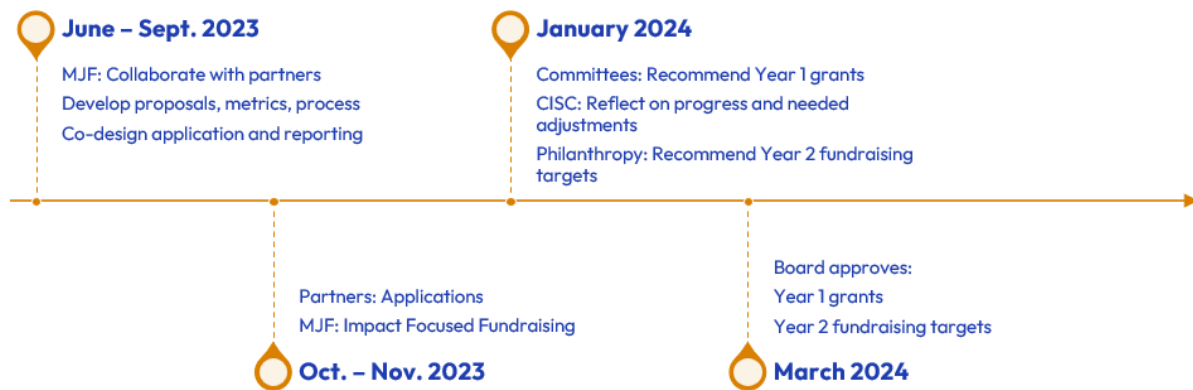 June – Sept. 2023
MJF: Collaborate with partners
Develop proposals, metrics, process
Co-design application and reporting
January 2024
Committees: Recommend Year 1 grants
CISC: Reflect on progress and needed
adjustments
Philanthropy: Recommend Year 2 fundraising
targets
Partners: Applications
MJF: Impact Focused Fundraising
Oct. – Nov. 2023
Board approves:
Year 1 grants
Year 2 fundraising targets
March 2024